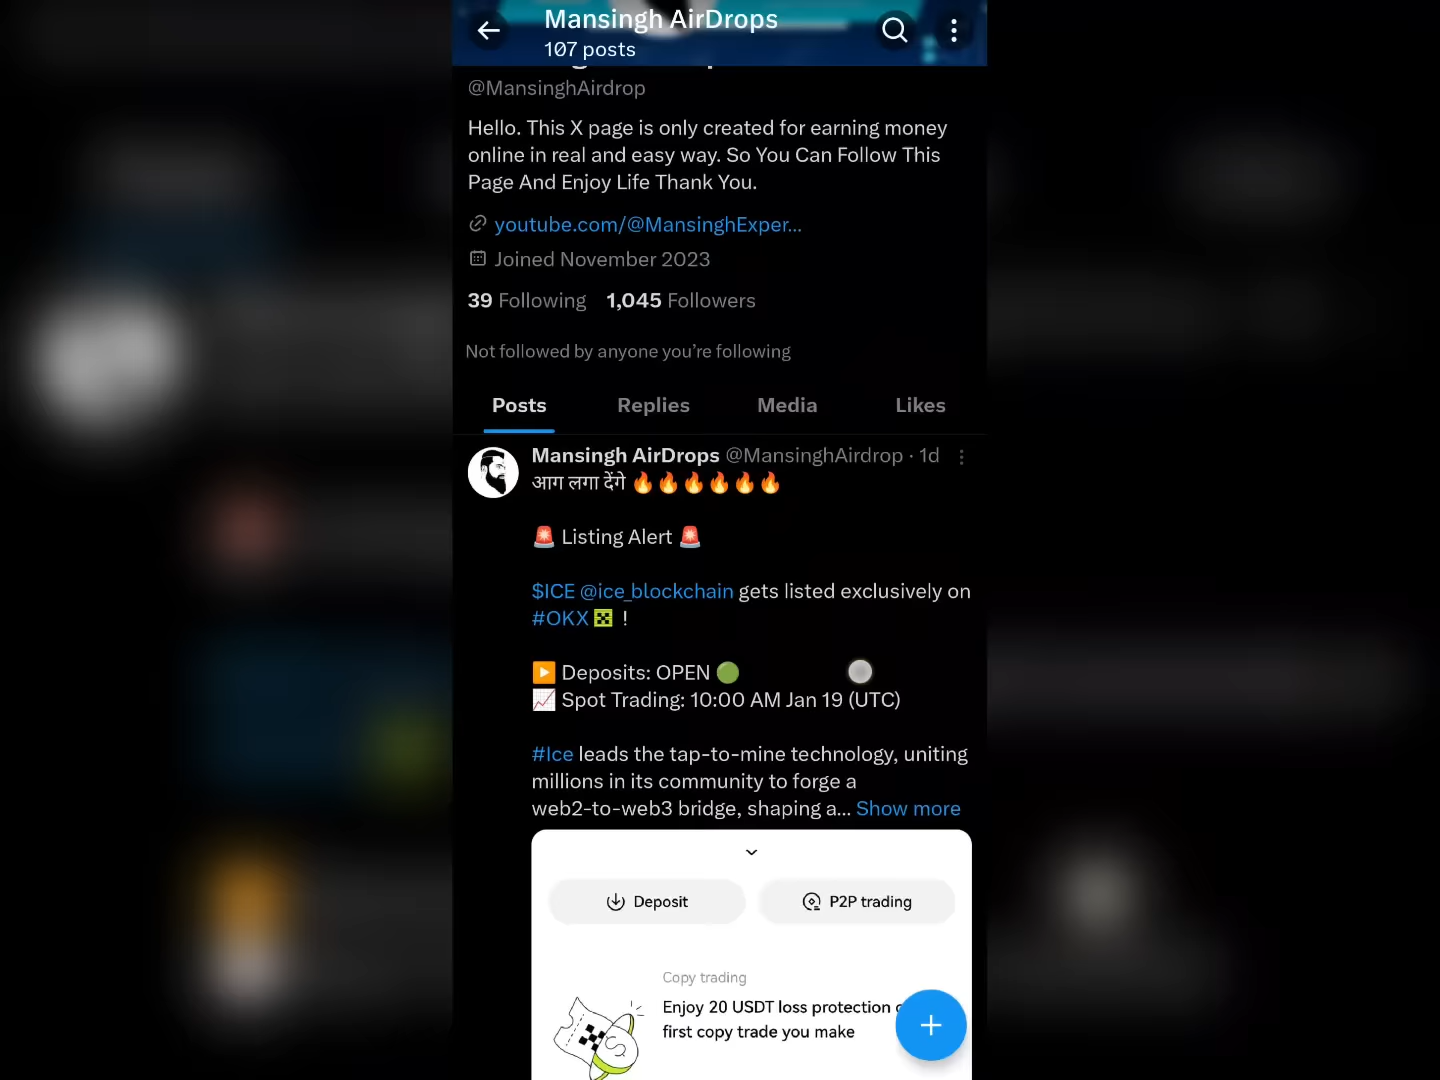 Mansingh AirDrops
107 posts
@MansinghAirdrop
Hello. This X page is only created for earning money
online in real and easy way. So You Can Follow This
Page And Enjoy Life Thank You.
youtube.com/@MansinghExper...
Joined November 2023
39 Following 1,045 Followers
Not followed by anyone you’re following
Posts Replies Media Likes
Mansingh AirDrops @MansinghAirdrop · 1d
आग लगा देंगे 🔥🔥🔥🔥🔥🔥
🚨 Listing Alert 🚨
$ICE @ice_blockchain gets listed exclusively on
#OKX !
▶️ Deposits: OPEN 🟢
📈 Spot Trading: 10:00 AM Jan 19 (UTC)
#Ice leads the tap-to-mine technology, uniting
millions in its community to forge a
web2-to-web3 bridge, shaping a... Show more
Deposit P2P trading
Copy trading
Enjoy 20 USDT loss protection
first copy trade you make